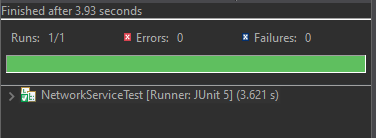 Finished after 3.93 seconds
Runs: 1/1 Errors: 0 Failures: 0
NetworkServiceTest [Runner: JUnit 5] (3.621 s)